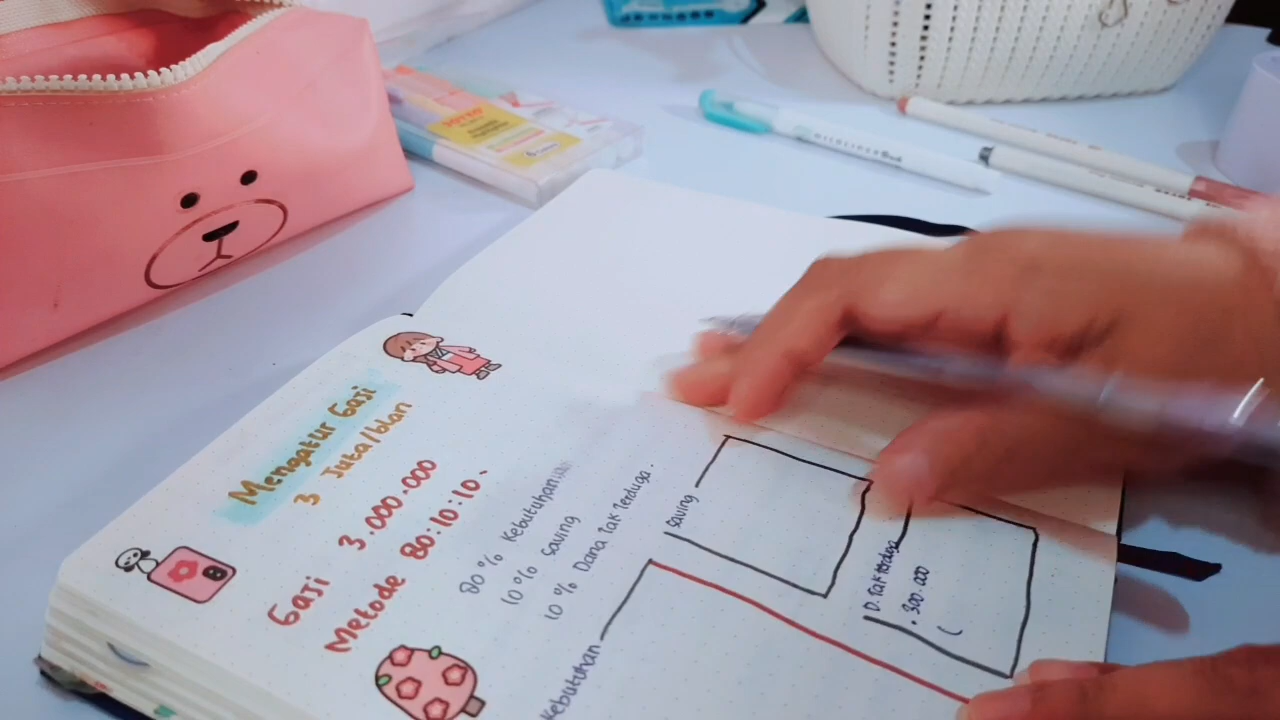 Mengatur Gaji
3 Juta/blan
Gaji 3.000.000
Metode 80:10:10.
80% Kebutuhan
10% Saving
10% Dana Tak Terduga.
Saving
D. Tak terduga
. 300.000
(
Kebutuhan